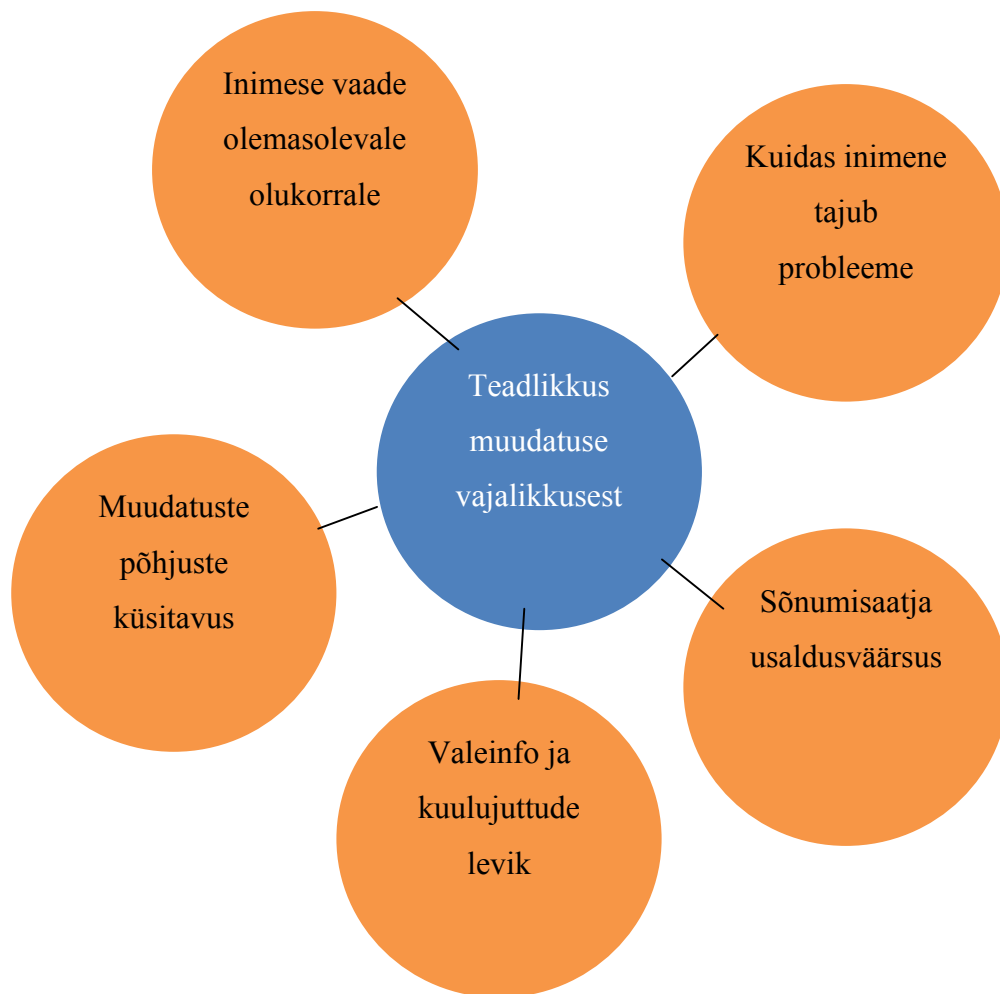 Inimese vaade
olemasolevale
olukorrale
Kuidas inimene
tajub
probleeme
Teadlikkus
muudatuse
vajalikkusest
Muudatuste
põhjuste
küsitavus
Sõnumisaatja
usaldusväärsus
Valeinfo ja
kuulujuttude
levik